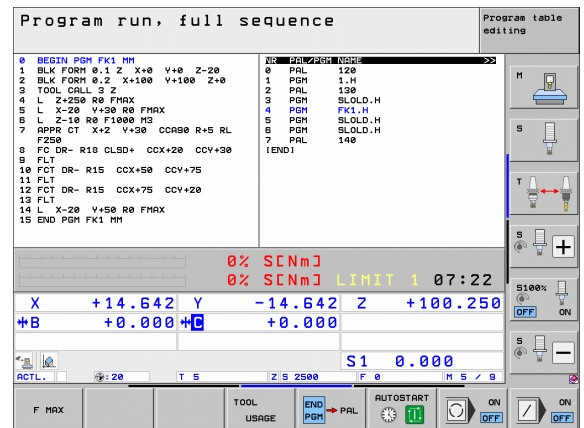 Program run, full sequence
Program table
editing
0 BEGIN PGM FK1 MM
1 BLK FORM 0.1 Z X+0 Y+0 Z-20
2 BLK FORM 0.2 X+100 Y+100 Z+0
3 TOOL CALL 3 Z
4 L Z+250 R0 FMAX
5 L X-20 Y+30 R0 FMAX
6 L Z-10 R0 F1000 M3
7 APPR CT X+2 Y+30 CCA90 R+5 RL
F250
8 FC DR- R18 CLSD+ CCX+20 CCY+30
9 FLT
10 FCT DR- R15 CCX+50 CCY+75
11 FLT
12 FCT DR- R15 CCX+75 CCY+20
13 FLT
14 L X-20 Y+50 R0 FMAX
15 END PGM FK1 MM
NR PAL/PGM NAME >>
0 PAL 120
1 PGM 1.H
2 PAL 130
3 PGM SLOLD.H
4 PGM FK1.H
5 PGM SLOLD.H
6 PGM SLOLD.H
7 PAL 140
[END]
M
S
T
S
S100%
OFF ON
S
0% S[Nm]
0% S[Nm] LIMIT 1 07:22
X +14.642 Y -14.642 Z +100.250
B +0.000 C +0.000
S1 0.000
ACTL. : 20 T 5 Z S 2500 F 0 M 5 / 9
F MAX
TOOL
USAGE
END
PGM PAL
AUTOSTART
ON
OFF
ON
OFF